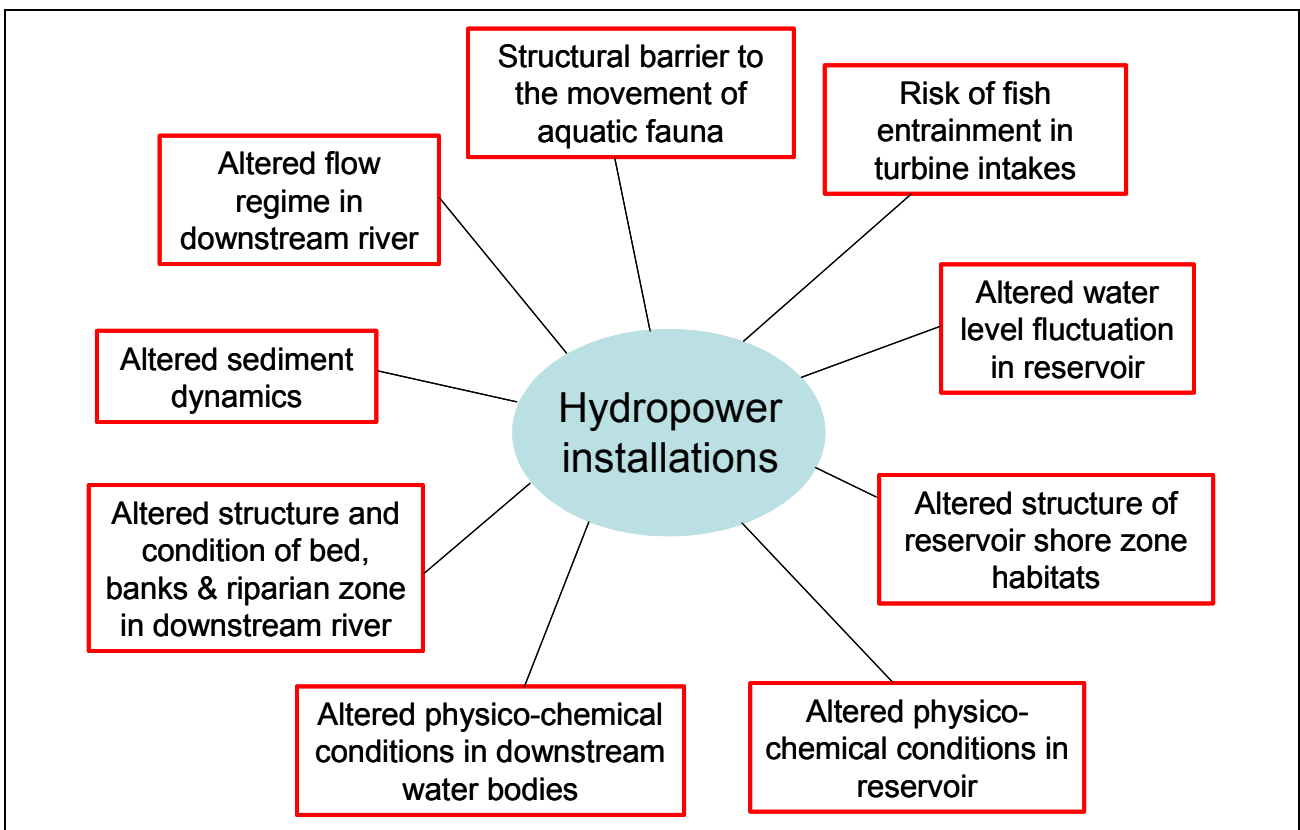 Structural barrier to
the movement of
aquatic fauna
Risk of fish
entrainment in
turbine intakes
Altered flow
regime in
downstream river
Altered water
level fluctuation
in reservoir
Altered sediment
dynamics
Hydropower
installations
Altered structure and
condition of bed,
banks & riparian zone
in downstream river
Altered structure of
reservoir shore zone
habitats
Altered physico-chemical
conditions in downstream
water bodies
Altered physico-
chemical conditions in
reservoir